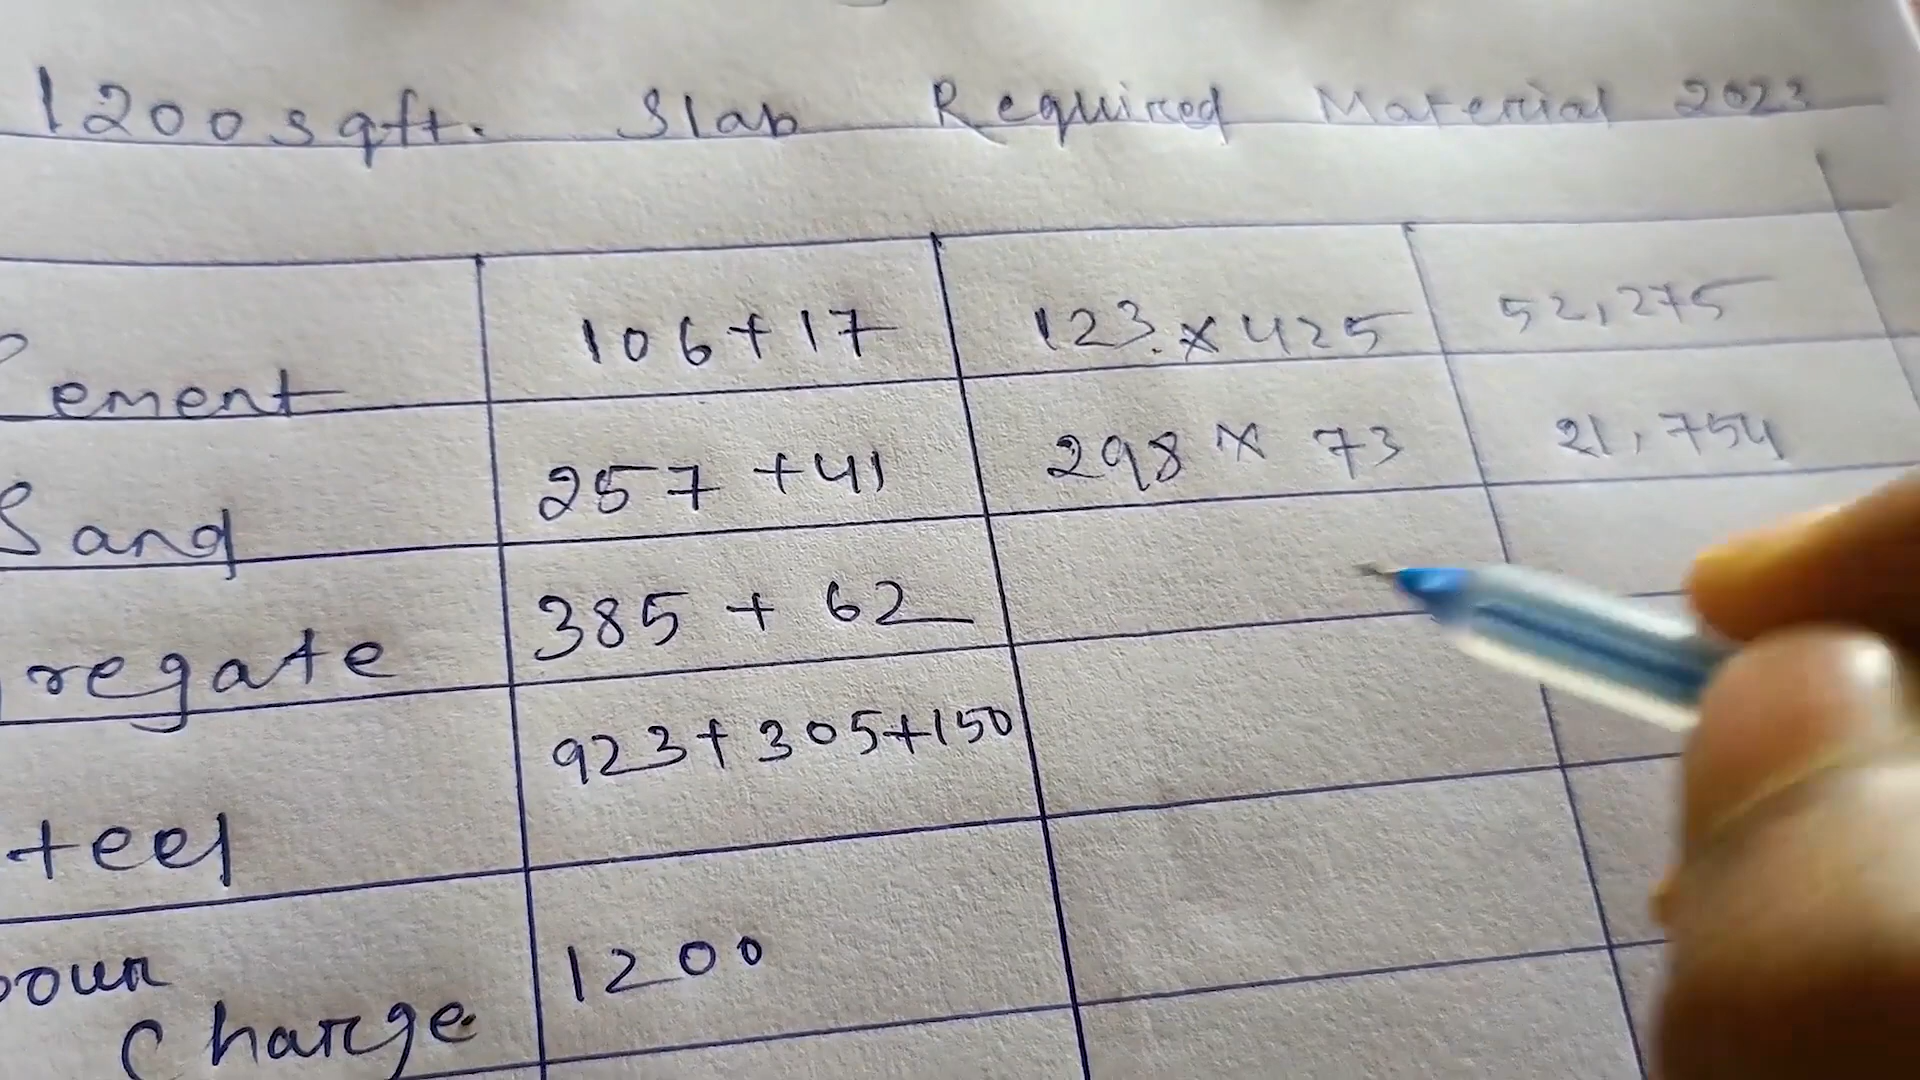 1200sqft. Slab Required Material 2023
Cement 106+17 123.×425 52,275
Sand 257 +41 298 × 73 21,754
regate 385 + 62
teel 923+305+150
our 1200
Charge